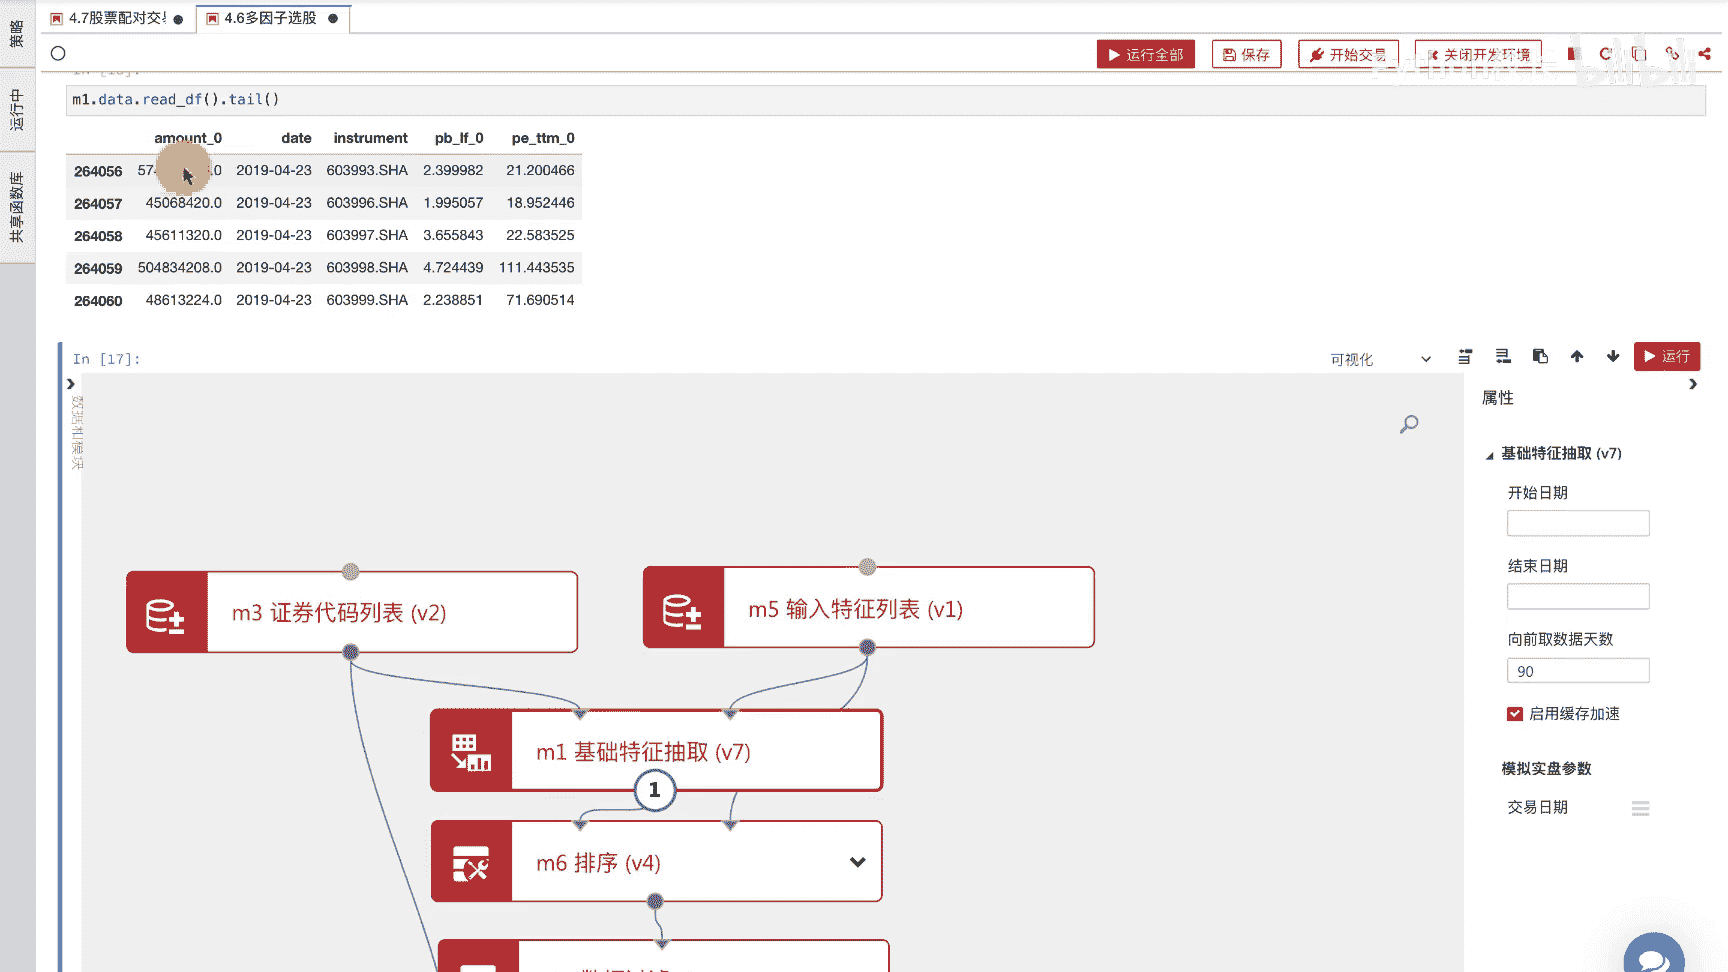 策略
运行中
共享函数库
4.7股票配对交易
4.6多因子选股
运行全部
保存
开始交易
关闭开发环境
bilibili
m1.data.read_df().tail()
amount_0 date instrument pb_lf_0 pe_ttm_0
264056 57 .0 2019-04-23 603993.SHA 2.399982 21.200466
264057 45068420.0 2019-04-23 603996.SHA 1.995057 18.952446
264058 45611320.0 2019-04-23 603997.SHA 3.655843 22.583525
264059 504834208.0 2019-04-23 603998.SHA 4.724439 111.443535
264060 48613224.0 2019-04-23 603999.SHA 2.238851 71.690514
In [17]:
可视化
运行
数据和模块
属性
基础特征抽取 (v7)
开始日期
结束日期
向前取数据天数
90
启用缓存加速
模拟实盘参数
交易日期
m3 证券代码列表 (v2)
m5 输入特征列表 (v1)
m1 基础特征抽取 (v7)
1
m6 排序 (v4)